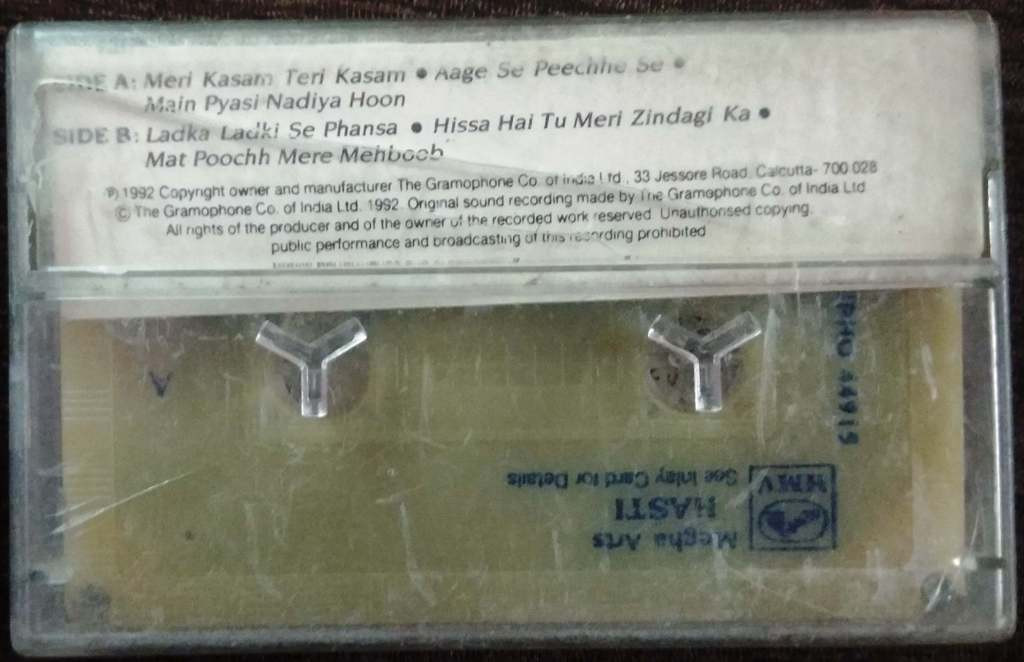 SIDE A: Meri Kasam Teri Kasam • Aage Se Peechhe Se •
Main Pyasi Nadiya Hoon
SIDE B: Ladka Ladki Se Phansa • Hissa Hai Tu Meri Zindagi Ka •
Mat Poochh Mere Mehboob
Ⓟ 1992 Copyright owner and manufacturer The Gramophone Co. of India Ltd., 33 Jessore Road, Calcutta- 700 028
© The Gramophone Co. of India Ltd. 1992. Original sound recording made by The Gramophone Co. of India Ltd
All rights of the producer and of the owner of the recorded work reserved. Unauthorised copying
public performance and broadcasting of this recording prohibited
A
44915
Megha Arts
HASTI
See Inlay Card for Details
HMV